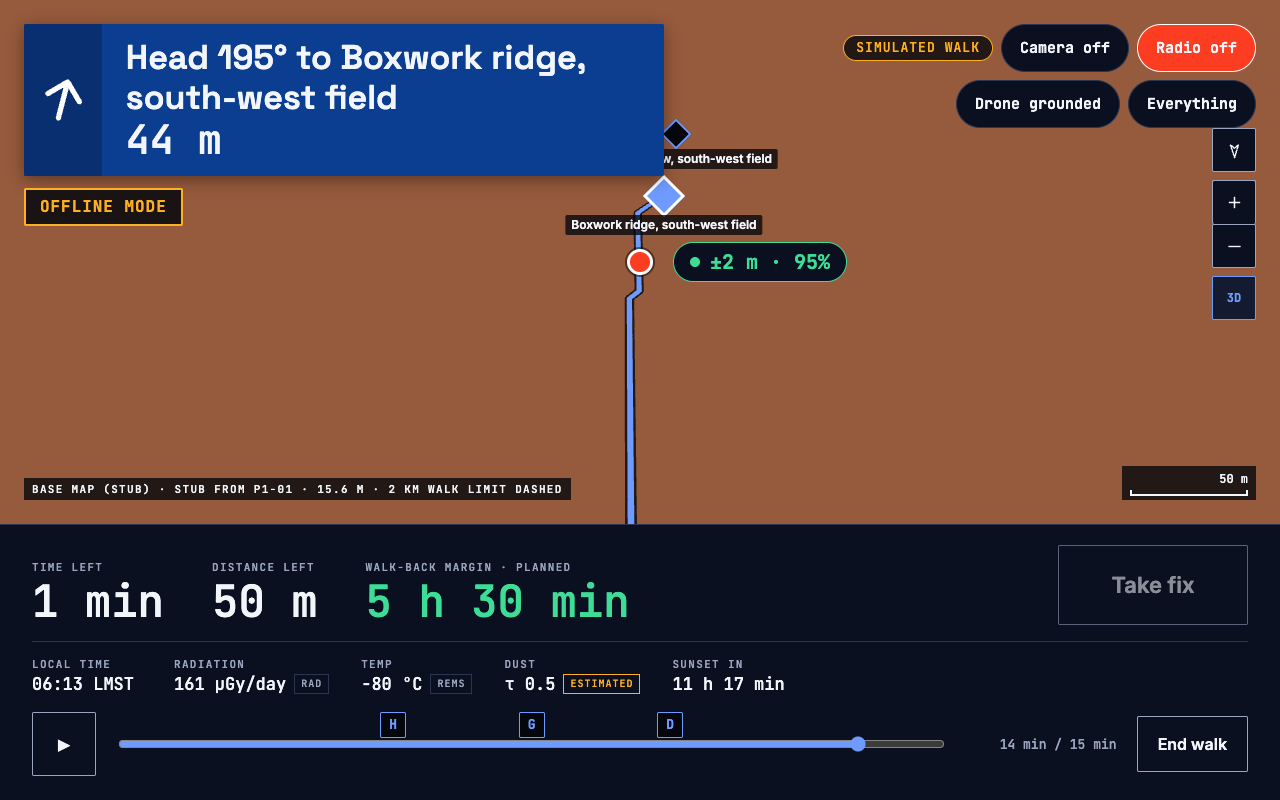 Head 195° to Boxwork ridge,
south-west field
44 m
SIMULATED WALK
Camera off
Radio off
Drone grounded
Everything
OFFLINE MODE
w, south-west field
Boxwork ridge, south-west field
±2 m · 95%
+
−
3D
BASE MAP (STUB) · STUB FROM P1-01 · 15.6 M · 2 KM WALK LIMIT DASHED
50 m
TIME LEFT
1 min
DISTANCE LEFT
50 m
WALK-BACK MARGIN · PLANNED
5 h 30 min
Take fix
LOCAL TIME
06:13 LMST
RADIATION
161 µGy/day RAD
TEMP
-80 °C REMS
DUST
τ 0.5 ESTIMATED
SUNSET IN
11 h 17 min
H
G
D
14 min / 15 min
End walk